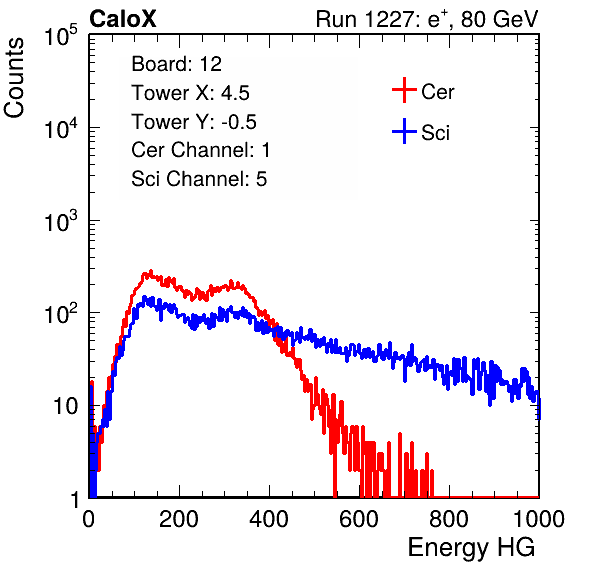 CaloX Run 1227: e⁺, 80 GeV
Counts
Board: 12
Tower X: 4.5
Tower Y: -0.5
Cer Channel: 1
Sci Channel: 5
Cer
Sci
10⁵
10⁴
10³
10²
10
1
0 200 400 600 800 1000
Energy HG